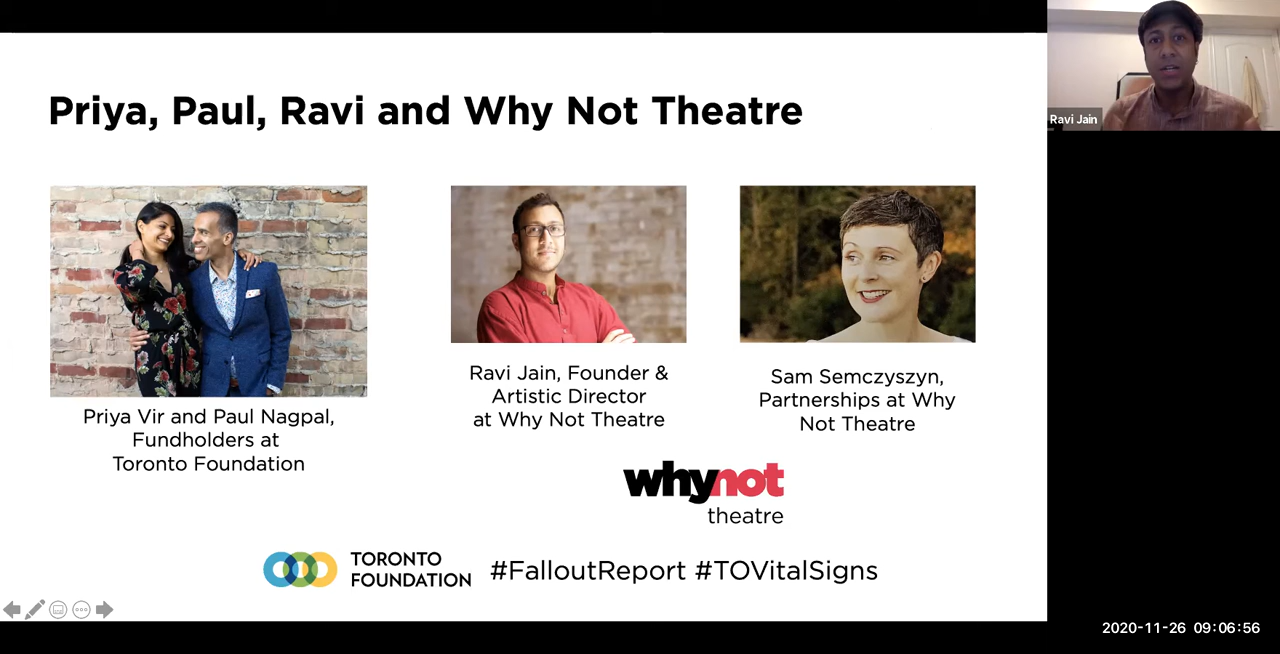 Priya, Paul, Ravi and Why Not Theatre
Ravi Jain
Priya Vir and Paul Nagpal,
Fundholders at
Toronto Foundation
Ravi Jain, Founder &
Artistic Director
at Why Not Theatre
Sam Semczyszyn,
Partnerships at Why
Not Theatre
whynot
theatre
TORONTO
FOUNDATION
#FalloutReport #TOVitalSigns
2020-11-26 09:06:56